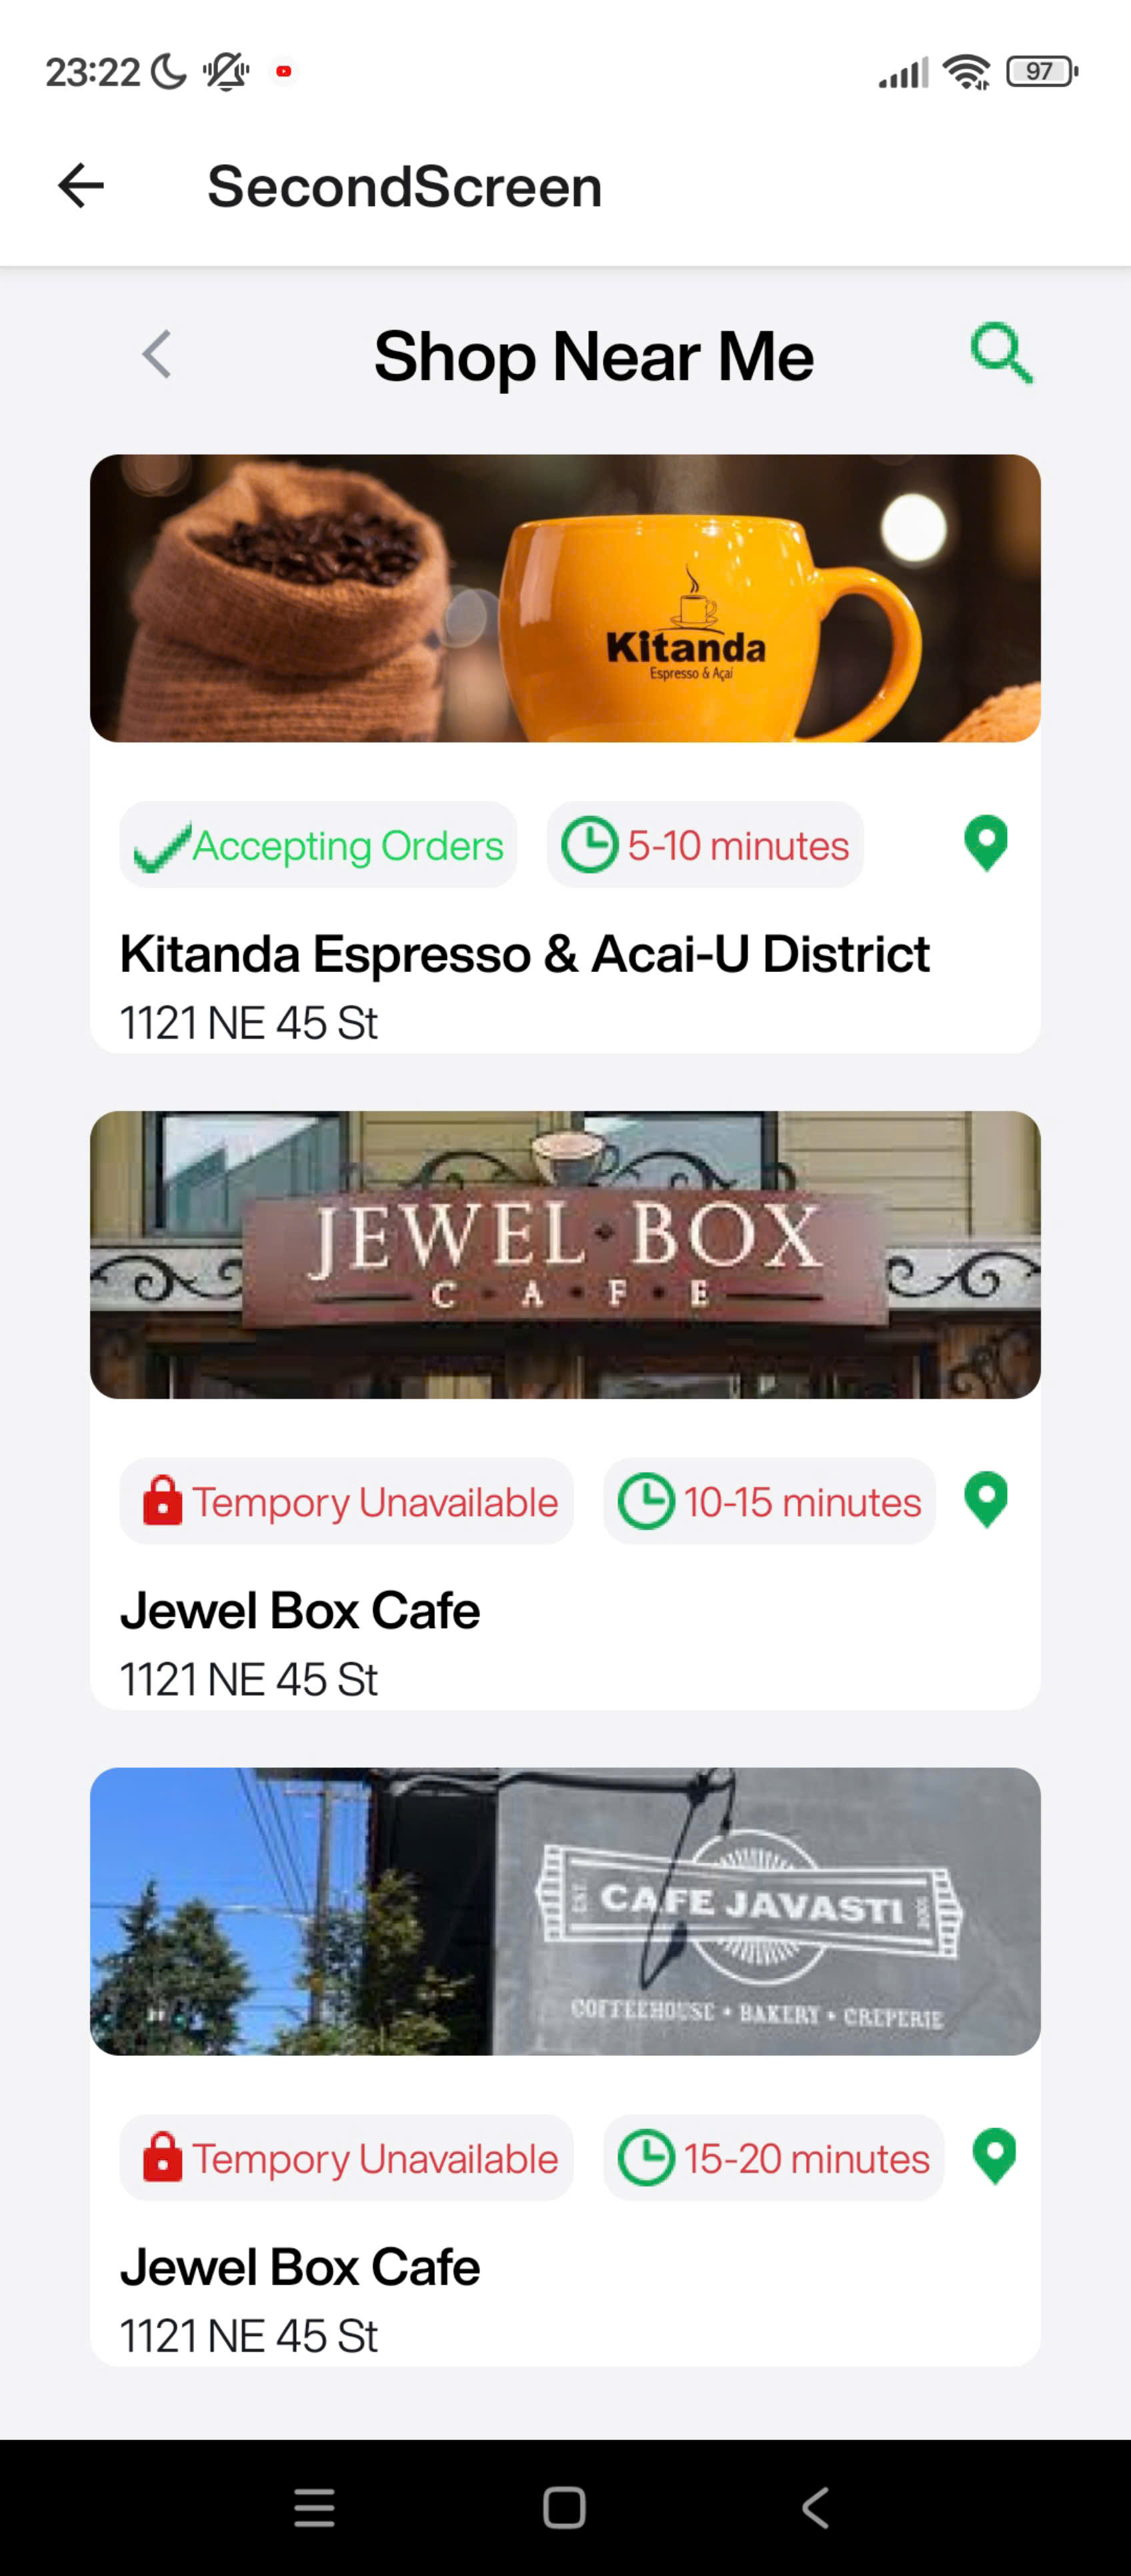 23:22
97
SecondScreen
Shop Near Me
Kitanda
Espresso & Açaí
Accepting Orders
5-10 minutes
Kitanda Espresso & Acai-U District
1121 NE 45 St
JEWEL BOX
CAFE
Tempory Unavailable
10-15 minutes
Jewel Box Cafe
1121 NE 45 St
CAFE JAVASTI
COFFEEHOUSE • BAKERY • CREPERIE
Tempory Unavailable
15-20 minutes
Jewel Box Cafe
1121 NE 45 St